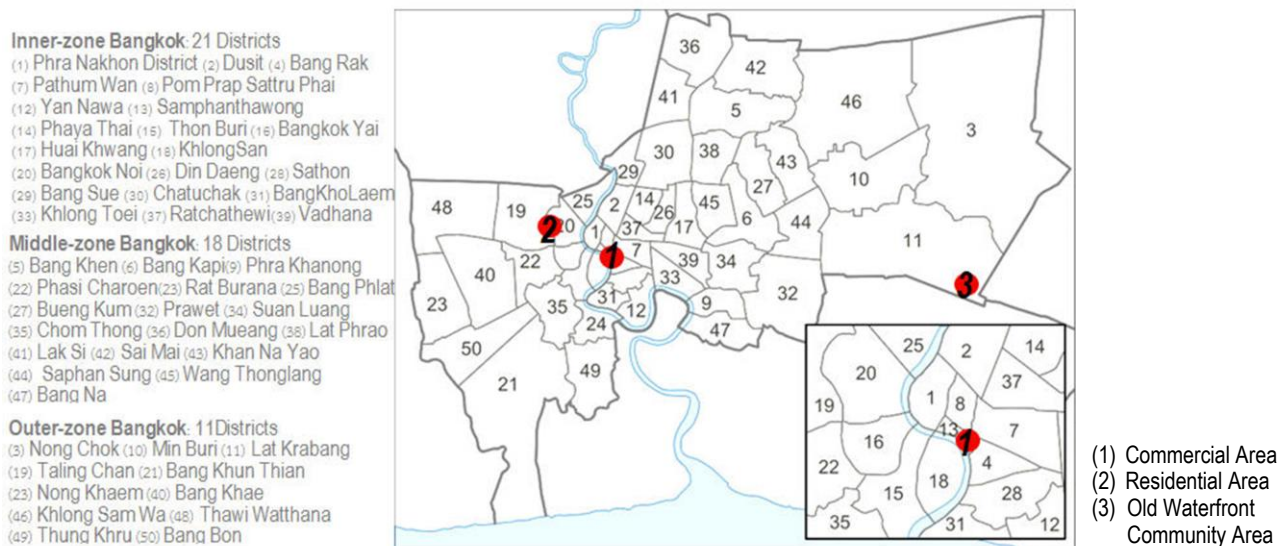 Inner-zone Bangkok: 21 Districts
(1) Phra Nakhon District (2) Dusit (4) Bang Rak
(7) Pathum Wan (8) Pom Prap Sattru Phai
(12) Yan Nawa (13) Samphanthawong
(14) Phaya Thai (15) Thon Buri (16) Bangkok Yai
(17) Huai Khwang (18) KhlongSan
(20) Bangkok Noi (26) Din Daeng (28) Sathon
(29) Bang Sue (30) Chatuchak (31) BangKhoLaem
(33) Khlong Toei (37) Ratchathewi(39) Vadhana
Middle-zone Bangkok: 18 Districts
(5) Bang Khen (6) Bang Kapi(9) Phra Khanong
(22) Phasi Charoen(23) Rat Burana (25) Bang Phlat
(27) Bueng Kum (32) Prawet (34) Suan Luang
(35) Chom Thong (36) Don Mueang (38) Lat Phrao
(41) Lak Si (42) Sai Mai (43) Khan Na Yao
(44) Saphan Sung (45) Wang Thonglang
(47) Bang Na
Outer-zone Bangkok: 11Districts
(3) Nong Chok (10) Min Buri (11) Lat Krabang
(19) Taling Chan (21) Bang Khun Thian
(23) Nong Khaem (40) Bang Khae
(46) Khlong Sam Wa (48) Thawi Watthana
(49) Thung Khru (50) Bang Bon
36
42
41
5
46
3
30
38
43
29
27
10
48
19
25
2
14
26
45
2
20
1
37
17
6
44
11
22
1
7
39
34
40
33
3
23
35
31
12
9
32
24
47
50
21
49
25
2
14
20
37
1
8
19
13
1
7
16
22
4
18
15
28
35
31
12
(1) Commercial Area
(2) Residential Area
(3) Old Waterfront
Community Area